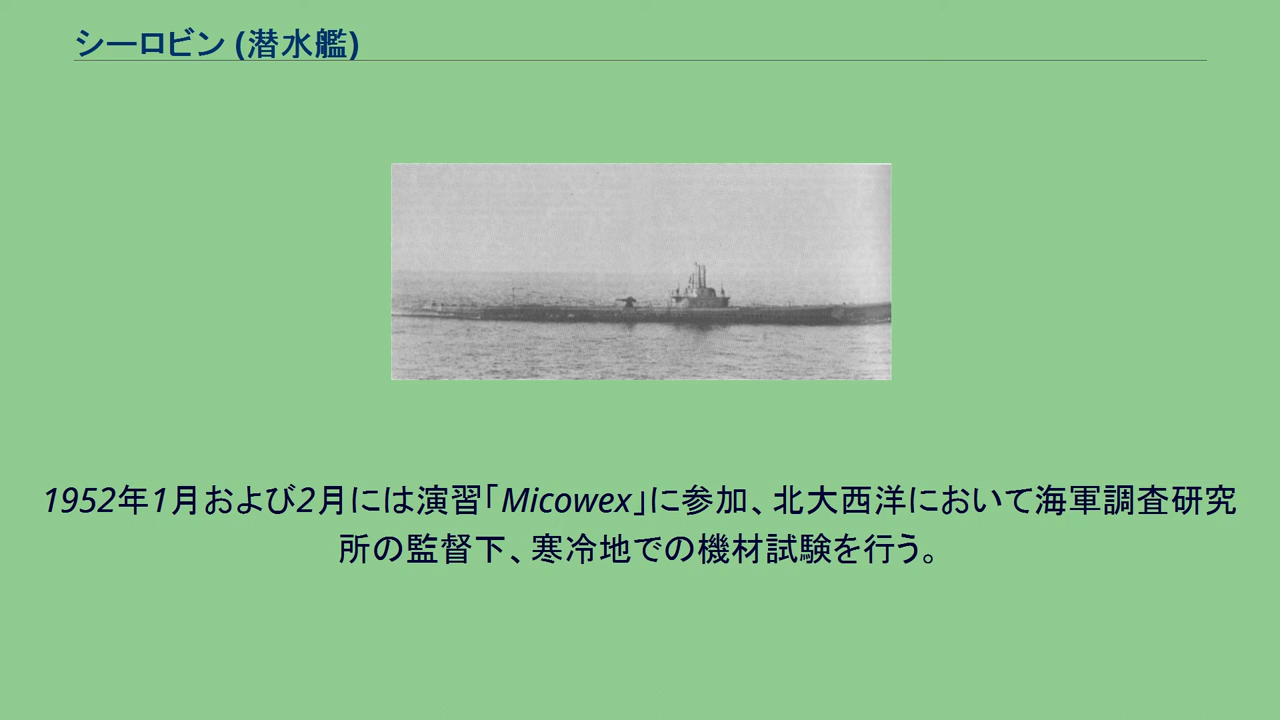 シーロビン (潜水艦)
1952年1月および2月には演習｢Micowex｣に参加､北大西洋において海軍調査研究
所の監督下､寒冷地での機材試験を行う｡